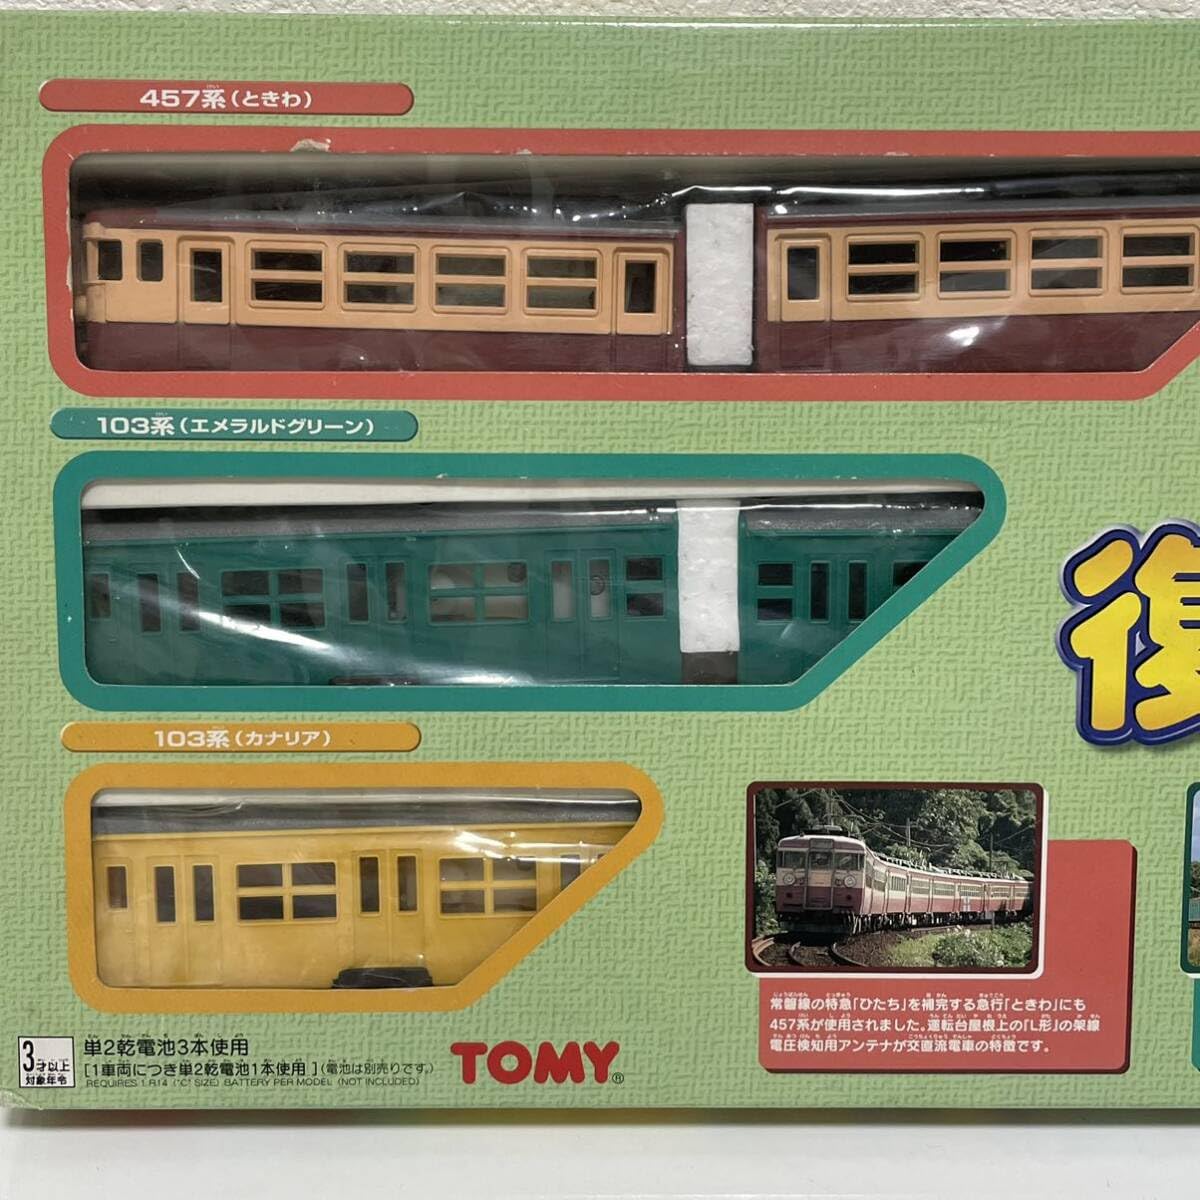 457系(ときわ)
103系(エメラルドグリーン)
復
103系(カナリア)
常磐線の特急「ひたち」を補完する急行「ときわ」にも
457系が使用されました。運転台屋根上の「L形」の架線
電圧検知用アンテナが交直流電車の特徴です。
3才以上
対象年令
単2乾電池3本使用
[1車両につき単2乾電池1本使用](電池は別売りです。)
REQUIRES 1 R14 ("C" SIZE) BATTERY PER MODEL (NOT INCLUDED)
TOMY®